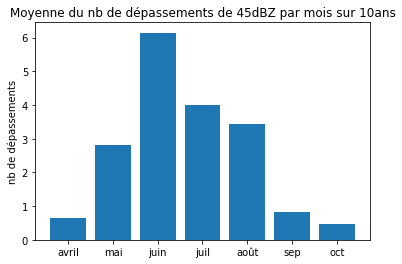 Moyenne du nb de dépassements de 45dBZ par mois sur 10ans
nb de dépassements
6
5
4
3
2
1
0
avril mai juin juil août sep oct